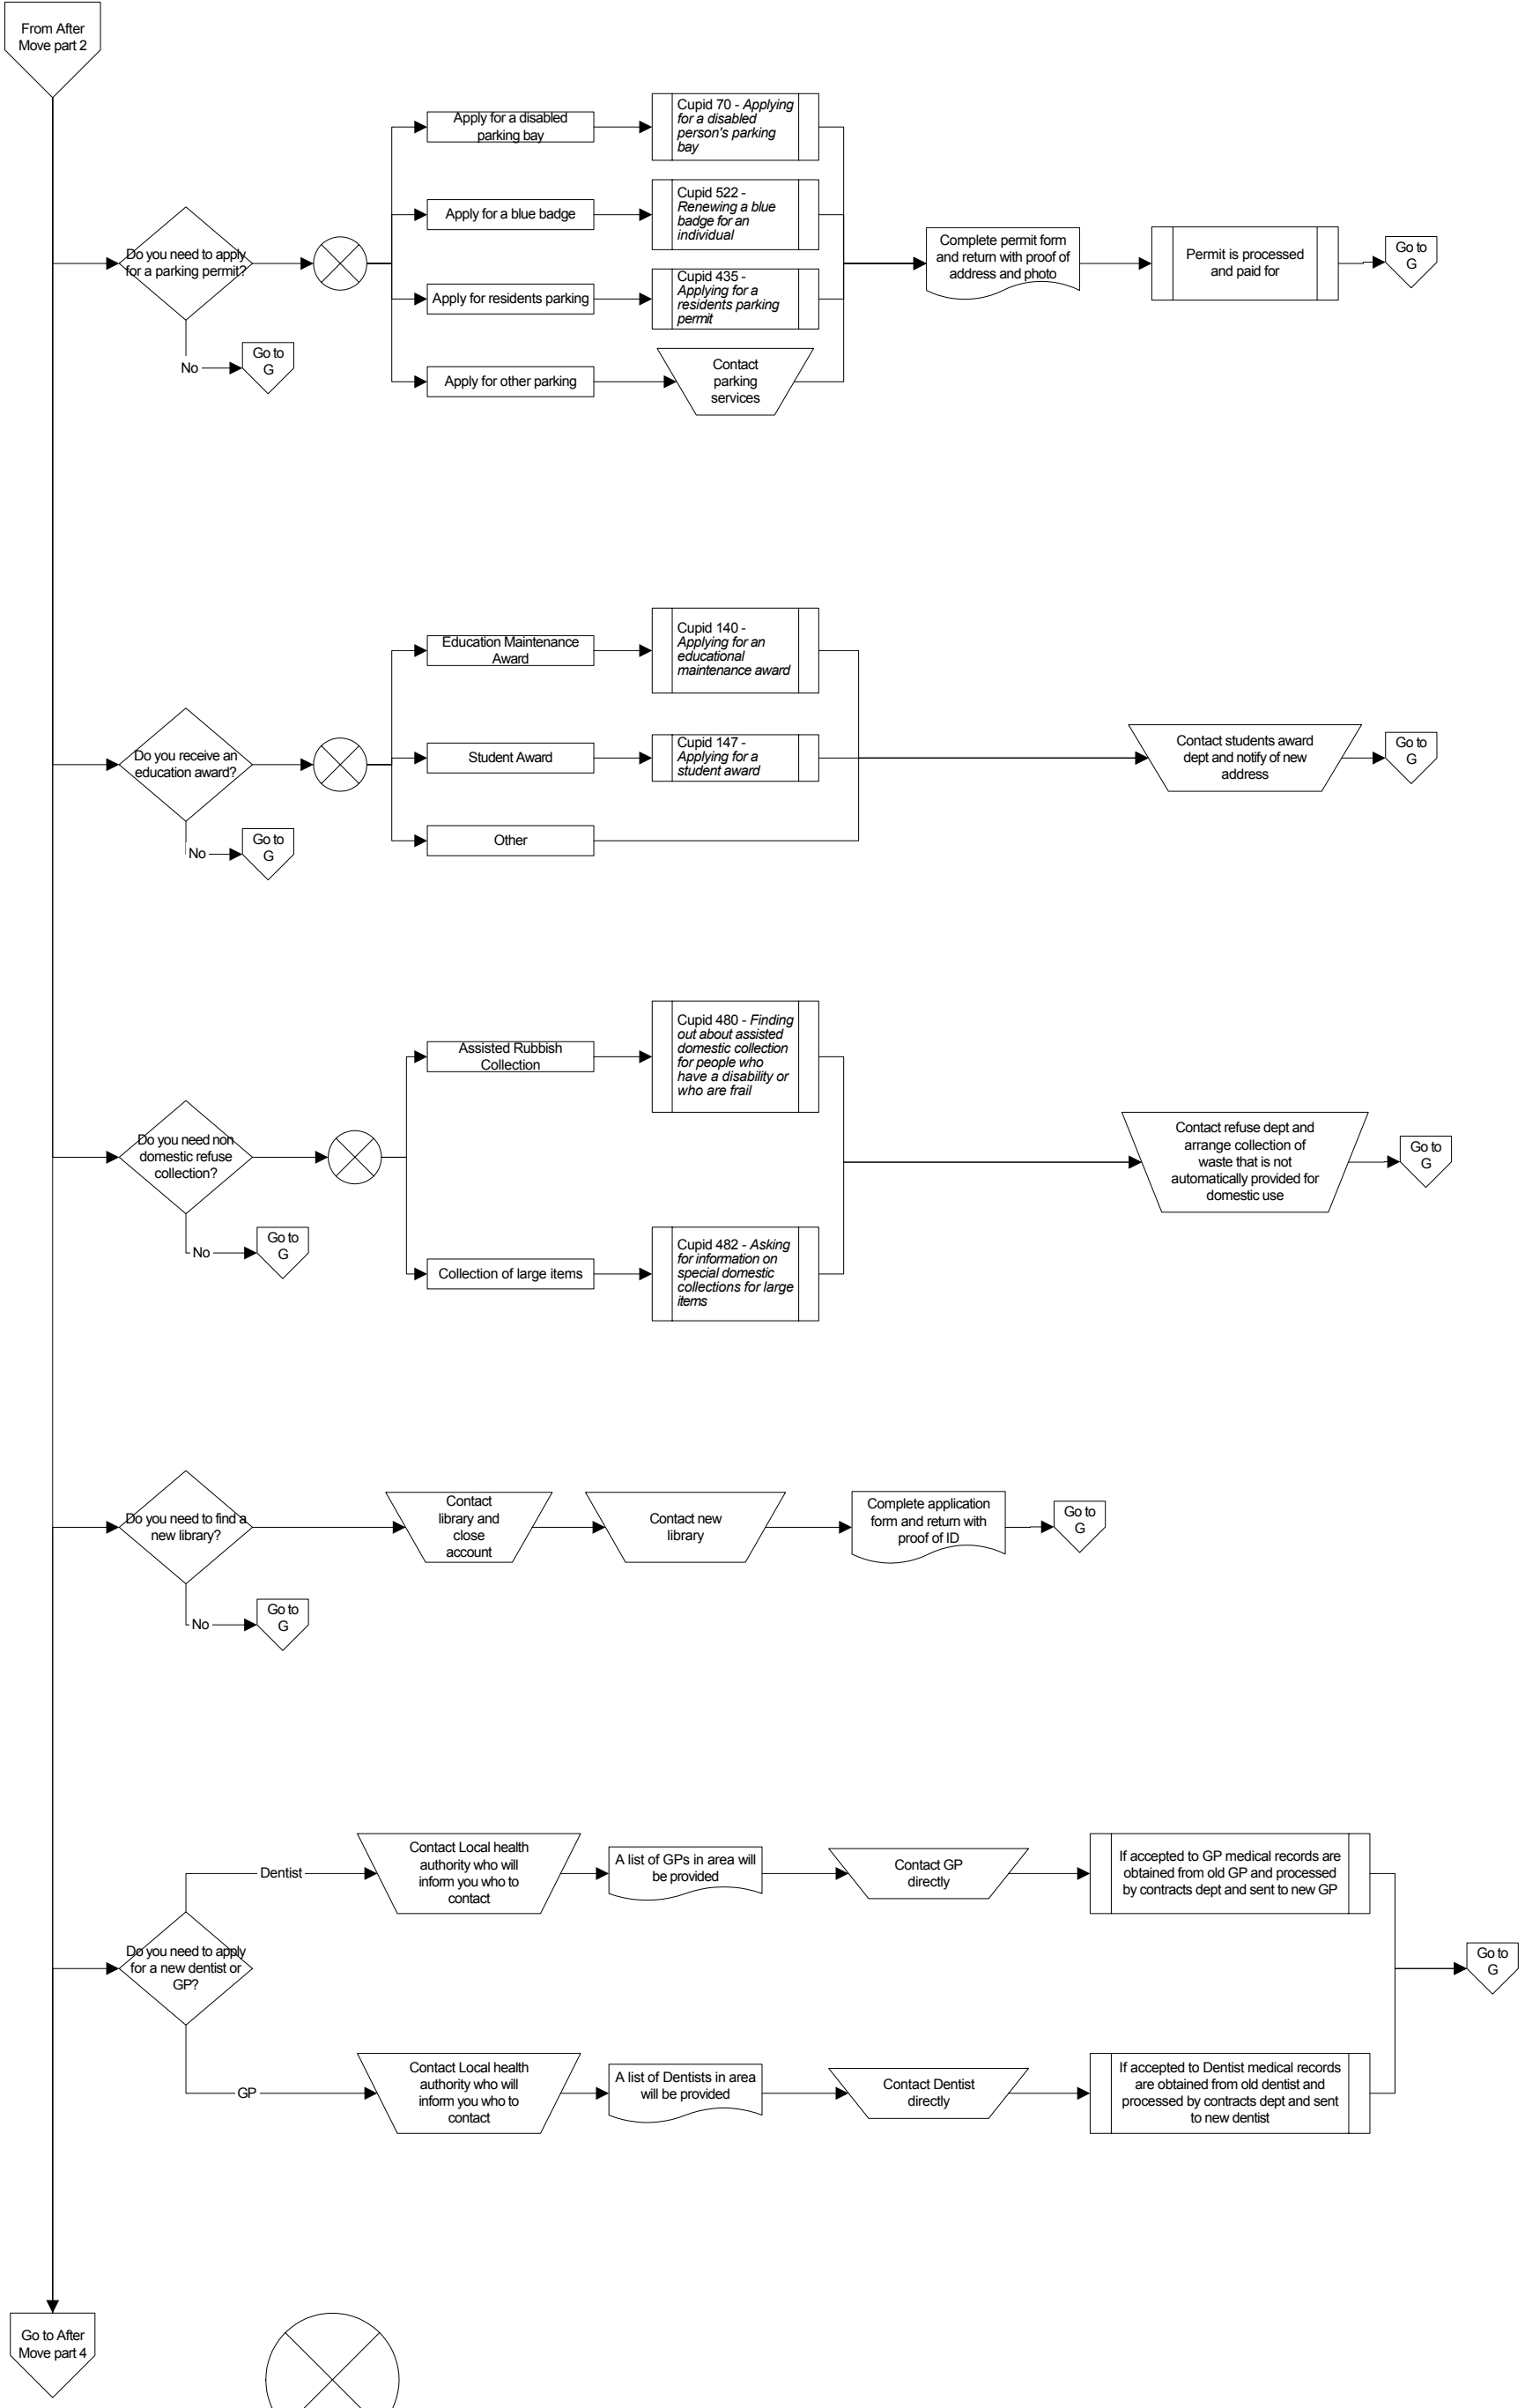 From After
Move part 2
Apply for a disabled
parking bay
Cupid 70 - Applying
for a disabled
person's parking
bay
Apply for a blue badge
Cupid 522 -
Renewing a blue
badge for an
individual
Do you need to apply
for a parking permit?
Apply for residents parking
Cupid 435 -
Applying for a
residents parking
permit
Complete permit form
and return with proof of
address and photo
Permit is processed
and paid for
Go to
G
No
Go to
G
Apply for other parking
Contact
parking
services
Education Maintenance
Award
Cupid 140 -
Applying for an
educational
maintenance award
Do you receive an
education award?
Student Award
Cupid 147 -
Applying for a
student award
Contact students award
dept and notify of new
address
Go to
G
No
Go to
G
Other
Assisted Rubbish
Collection
Cupid 480 - Finding
out about assisted
domestic collection
for people who
have a disability or
who are frail
Do you need non
domestic refuse
collection?
Contact refuse dept and
arrange collection of
waste that is not
automatically provided for
domestic use
Go to
G
No
Go to
G
Collection of large items
Cupid 482 - Asking
for information on
special domestic
collections for large
items
Do you need to find a
new library?
Contact
library and
close
account
Contact new
library
Complete application
form and return with
proof of ID
Go to
G
No
Go to
G
Dentist
Contact Local health
authority who will
inform you who to
contact
A list of GPs in area will
be provided
Contact GP
directly
If accepted to GP medical records are
obtained from old GP and processed
by contracts dept and sent to new GP
Do you need to apply
for a new dentist or
GP?
Go to
G
GP
Contact Local health
authority who will
inform you who to
contact
A list of Dentists in area
will be provided
Contact Dentist
directly
If accepted to Dentist medical records
are obtained from old dentist and
processed by contracts dept and sent
to new dentist
Go to After
Move part 4